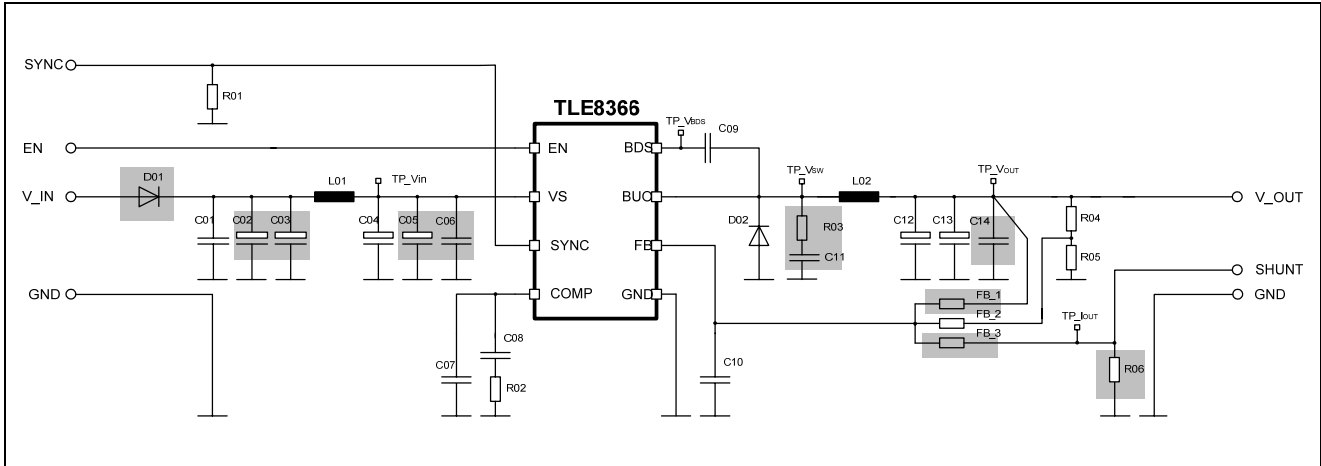 SYNC
R01
TLE8366
TP_VBDS
C09
EN
EN
BDS
D01
V_IN
L01
TP_Vin
VS
BUO
TP_VSW
L02
TP_VOUT
V_OUT
C01
C02
C03
C04
C05
C06
D02
R03
C11
C12
C13
C14
R04
R05
SYNC
FB
SHUNT
GND
COMP
GND
FB_1
GND
FB_2
TP_IOUT
FB_3
C08
C07
R02
C10
R06